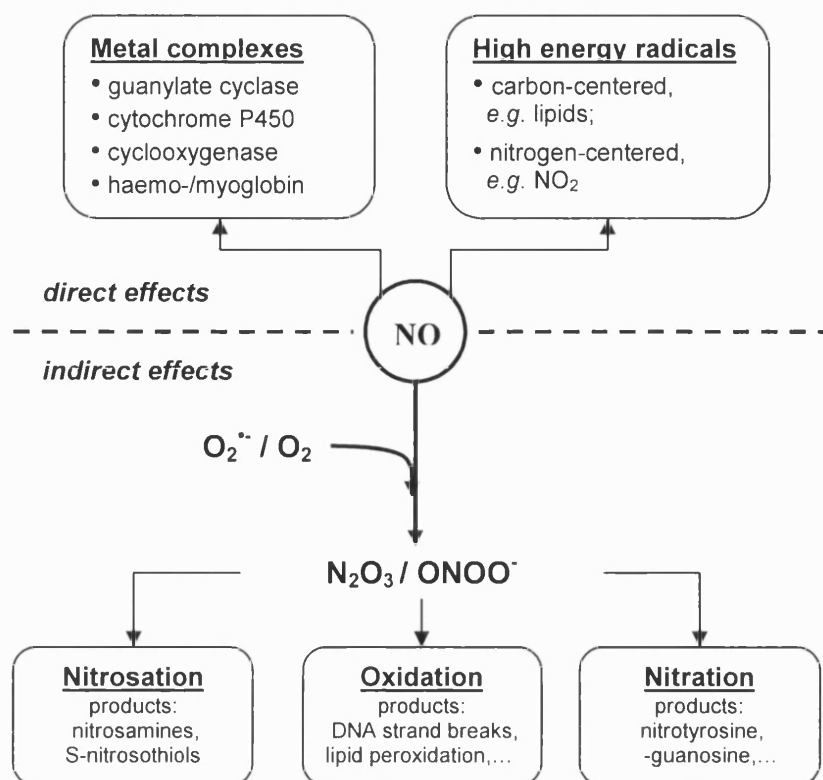 Metal complexes
• guanylate cyclase
• cytochrome P450
• cyclooxygenase
• haemo-/myoglobin
High energy radicals
• carbon-centered,
e.g. lipids;
• nitrogen-centered,
e.g. NO₂
direct effects
NO
indirect effects
O₂•- / O₂
N₂O₃ / ONOO-
Nitrosation
products:
nitrosamines,
S-nitrosothiols
Oxidation
products:
DNA strand breaks,
lipid peroxidation,...
Nitration
products:
nitrotyrosine,
-guanosine,...